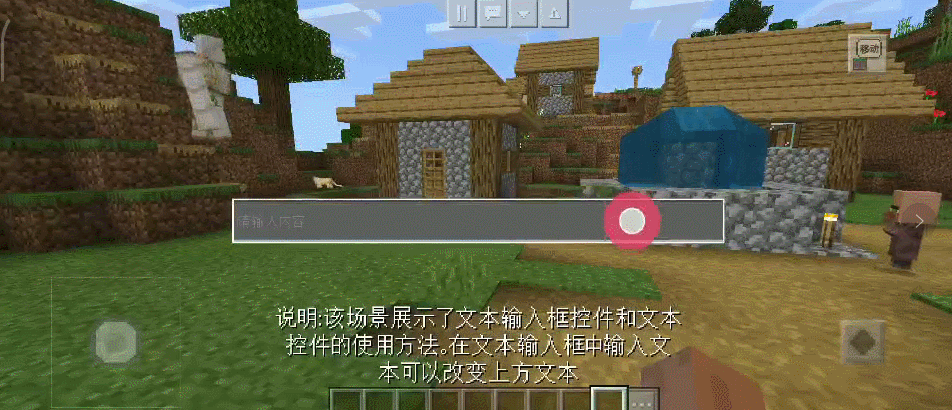 移动
请输入内容
说明:该场景展示了文本输入框控件和文本
控件的使用方法。在文本输入框中输入文
本可以改变上方文本